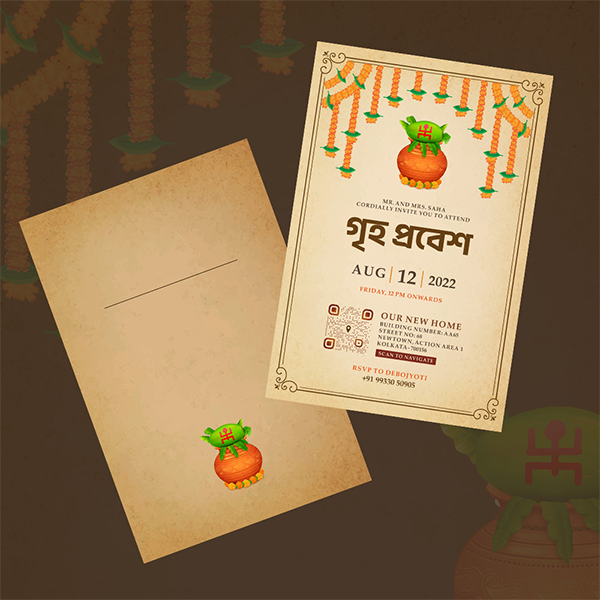 MR. AND MRS. SAHA
CORDIALLY INVITE YOU TO ATTEND
গৃহ প্রবেশ
AUG | 12 | 2022
FRIDAY, 12 PM ONWARDS
OUR NEW HOME
BUILDING NUMBER: AA65
STREET NO: 68
NEWTOWN, ACTION AREA 1
KOLKATA - 700156
SCAN TO NAVIGATE
RSVP TO DEBOJYOTI
+91 99330 50905